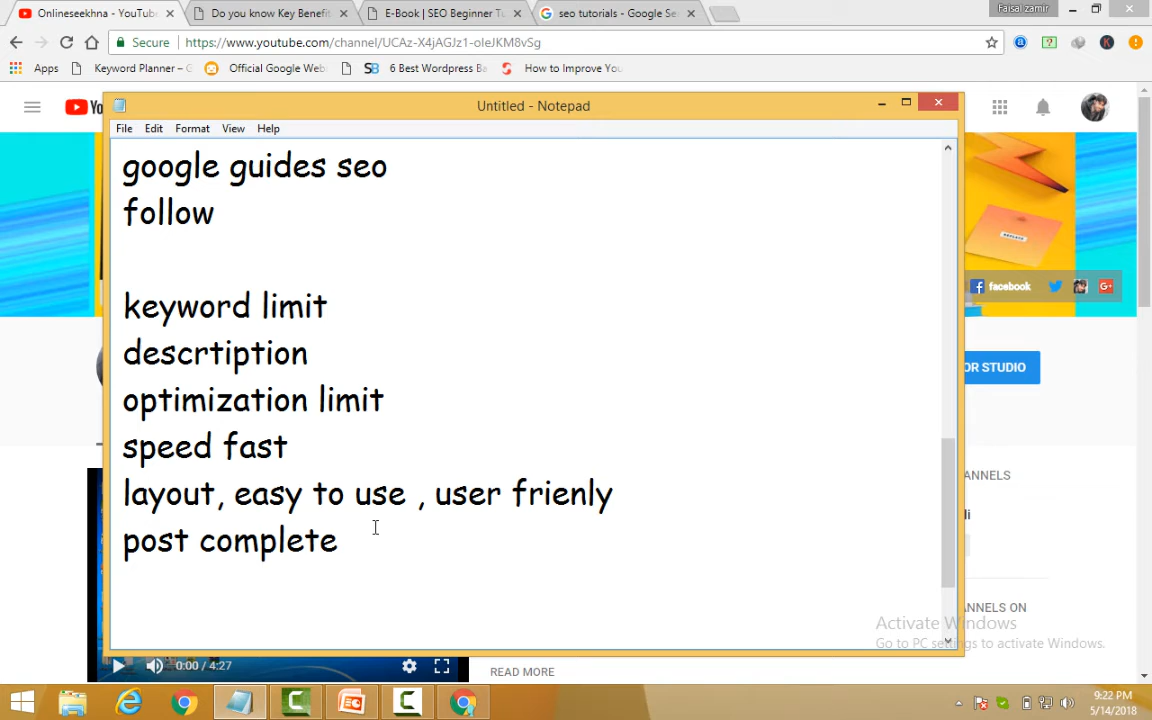 Onlineseekhna - YouTube
Do you know Key Benefit
E-Book | SEO Beginner Tu
seo tutorials - Google Se
Faisal zamir
Secure
https://www.youtube.com/channel/UCAz-X4jAGJz1-oIeJKM8vSg
Apps
Keyword Planner – G
Official Google Web
6 Best Wordpress Ba
How to Improve You
Untitled - Notepad
File Edit Format View Help
google guides seo
follow
keyword limit
descrtiption
optimization limit
speed fast
layout, easy to use , user frienly
post complete
facebook
OR STUDIO
ANNELS
ANNELS ON
Activate Windows
Go to PC settings to activate Windows.
0:00 / 4:27
READ MORE
9:22 PM
5/14/2018